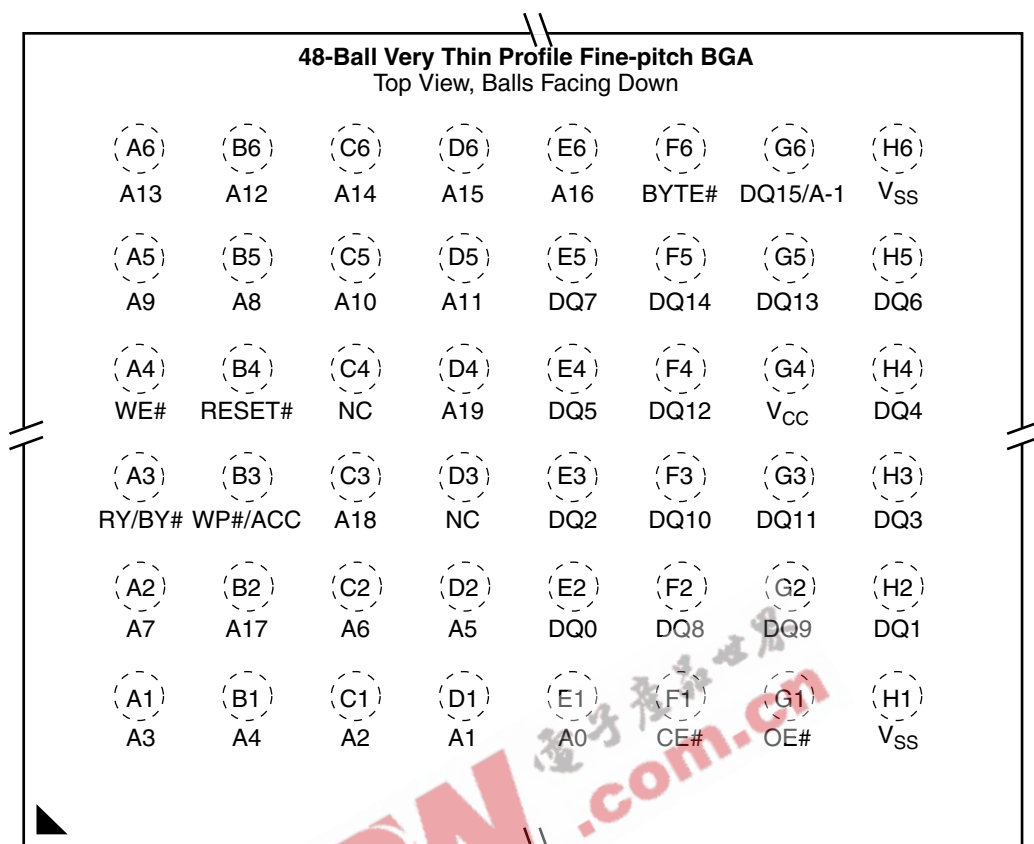 48-Ball Very Thin Profile Fine-pitch BGA
Top View, Balls Facing Down
A6 B6 C6 D6 E6 F6 G6 H6
A13 A12 A14 A15 A16 BYTE# DQ15/A-1 VSS
A5 B5 C5 D5 E5 F5 G5 H5
A9 A8 A10 A11 DQ7 DQ14 DQ13 DQ6
A4 B4 C4 D4 E4 F4 G4 H4
WE# RESET# NC A19 DQ5 DQ12 VCC DQ4
A3 B3 C3 D3 E3 F3 G3 H3
RY/BY# WP#/ACC A18 NC DQ2 DQ10 DQ11 DQ3
A2 B2 C2 D2 E2 F2 G2 H2
A7 A17 A6 A5 DQ0 DQ8 DQ9 DQ1
A1 B1 C1 D1 E1 F1 G1 H1
A3 A4 A2 A1 A0 CE# OE# VSS
電子產品世界
.com.cn